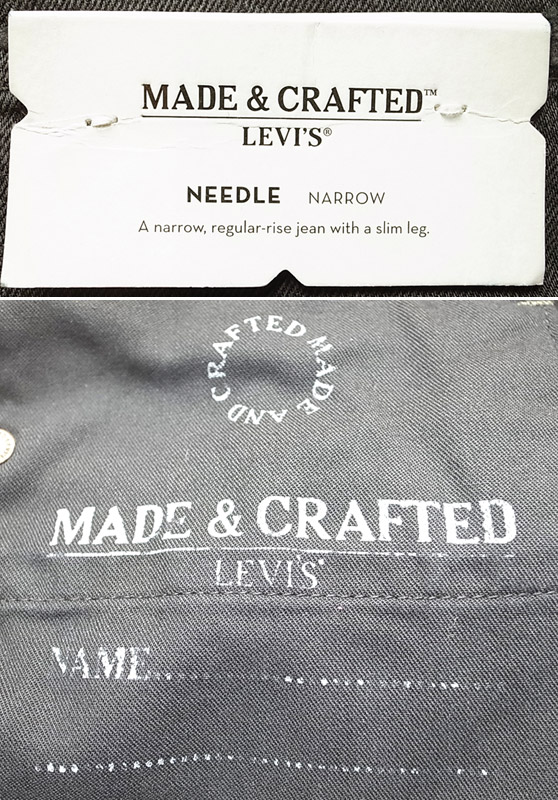 MADE & CRAFTED™
LEVI'S®
NEEDLE NARROW
A narrow, regular-rise jean with a slim leg.
MADE AND CRAFTED
MADE & CRAFTED
LEVI'S®
NAME